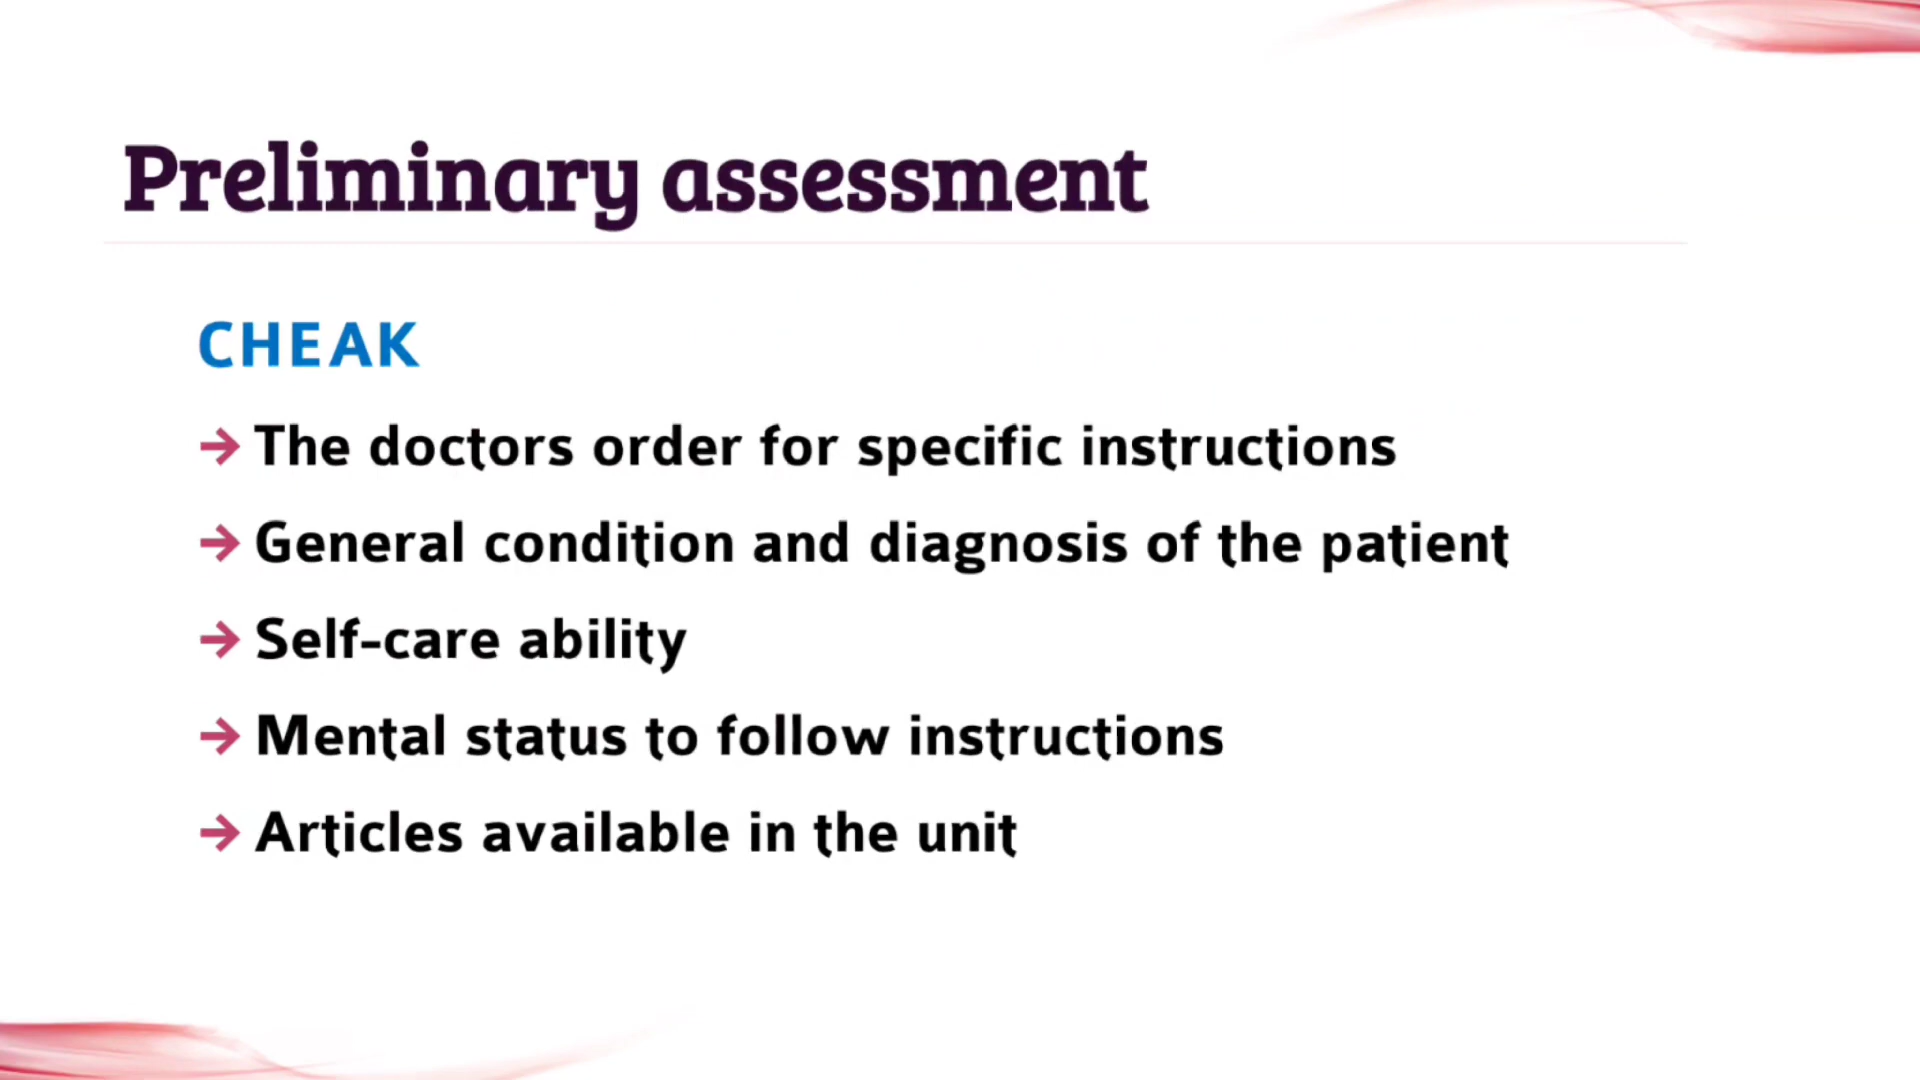 Preliminary assessment
CHEAK
→ The doctors order for specific instructions
→ General condition and diagnosis of the patient
→ Self-care ability
→ Mental status to follow instructions
→ Articles available in the unit